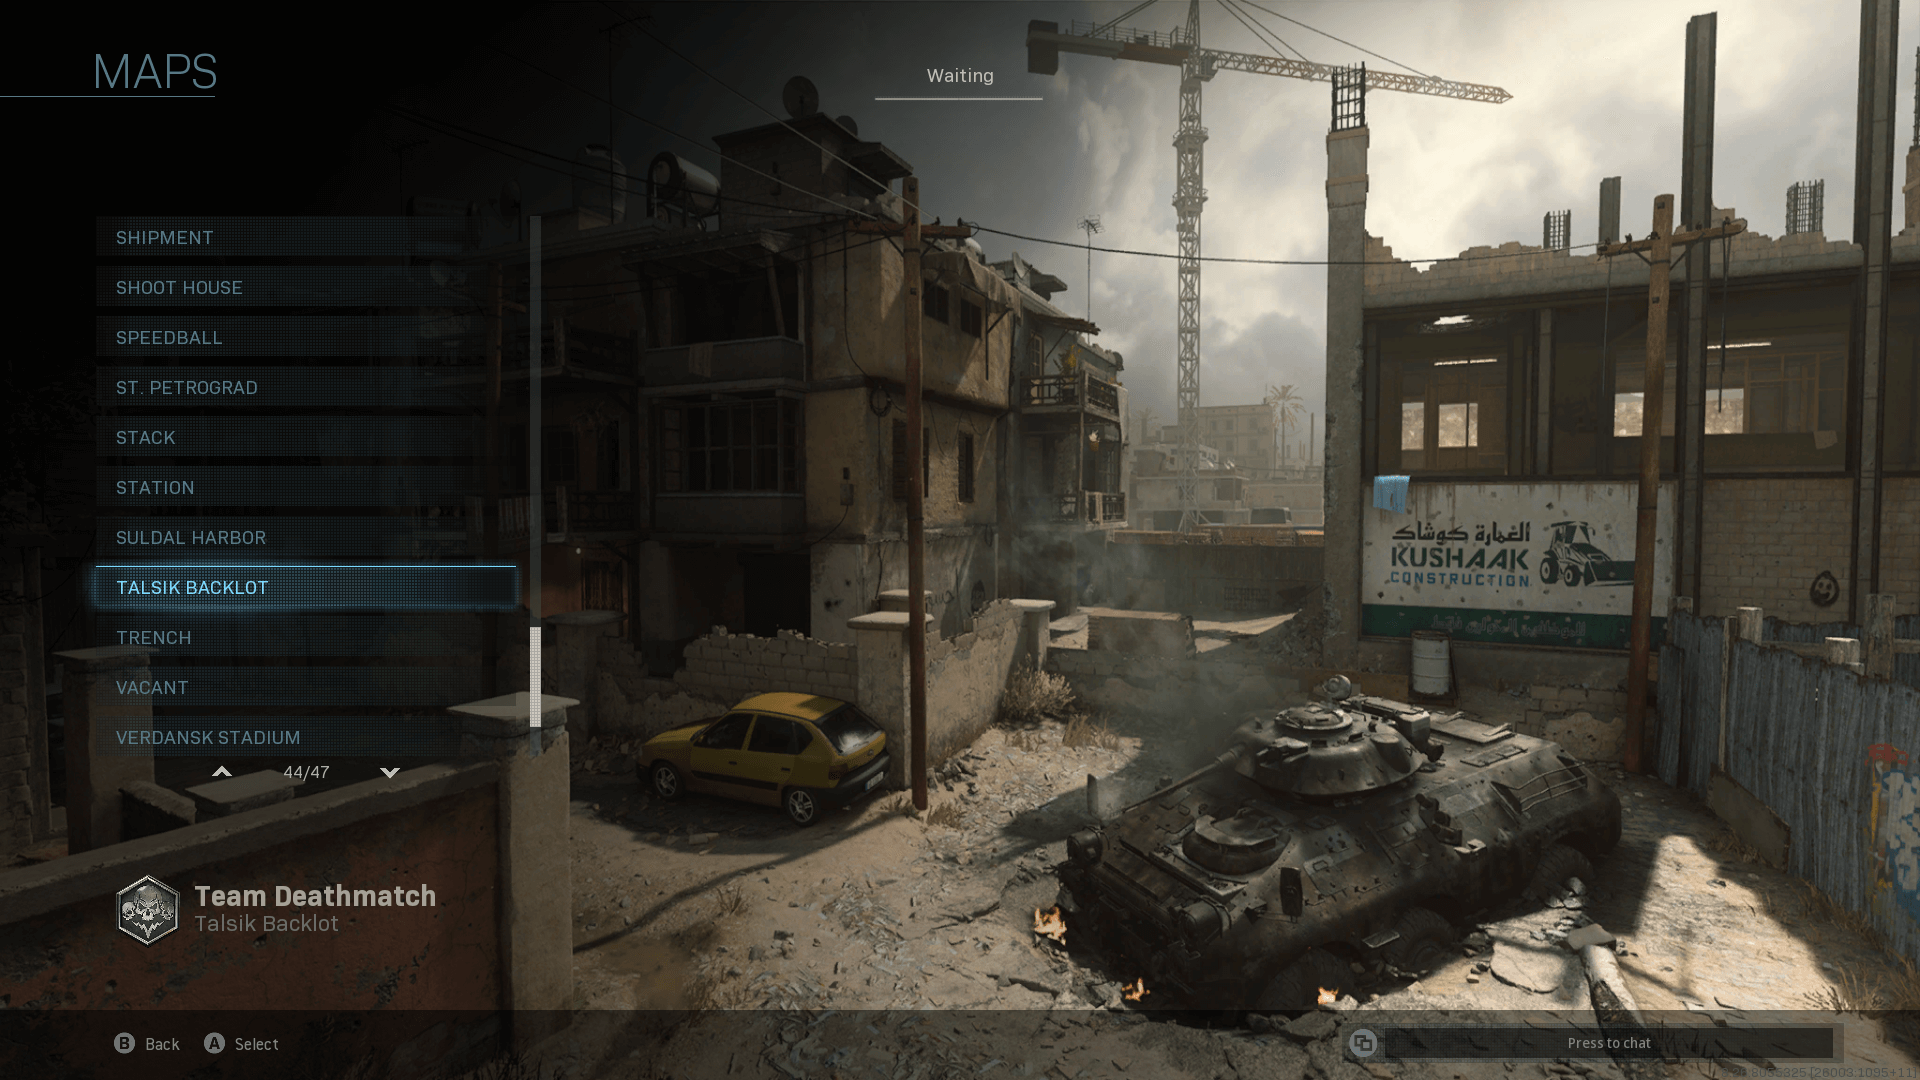 MAPS
Waiting
SHIPMENT
SHOOT HOUSE
SPEEDBALL
ST. PETROGRAD
STACK
STATION
SULDAL HARBOR
TALSIK BACKLOT
TRENCH
VACANT
VERDANSK STADIUM
44/47
العمارة كوشاك
KUSHAAK
CONSTRUCTION
Team Deathmatch
Talsik Backlot
B Back
A Select
Press to chat